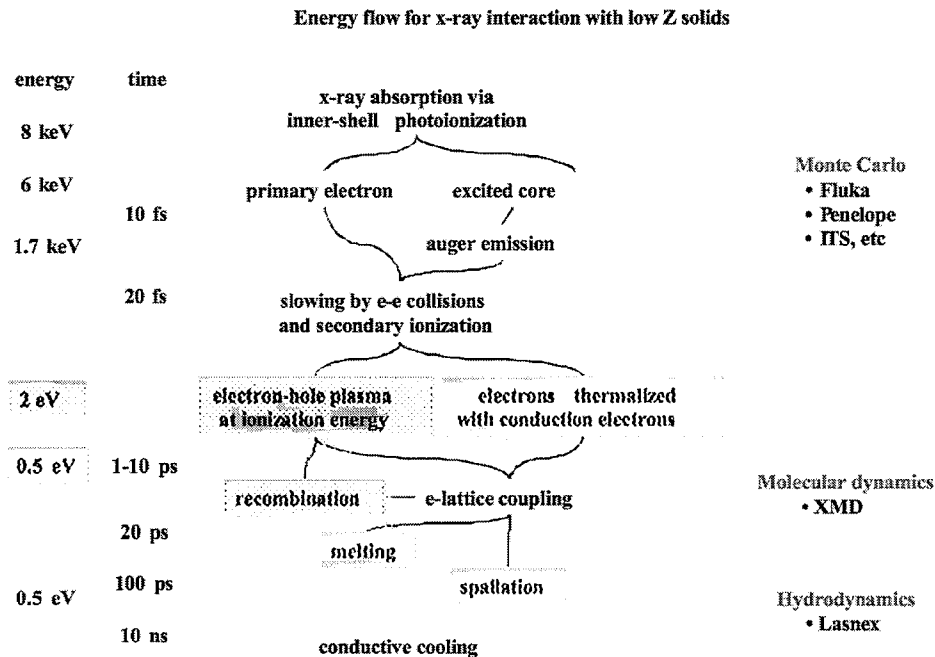 Energy flow for x-ray interaction with low Z solids
energy time
x-ray absorption via
inner-shell photoionization
8 keV
6 keV
primary electron excited core
Monte Carlo
• Fluka
10 fs
• Penelope
1.7 keV
auger emission
• ITS, etc
20 fs
slowing by e-e collisions
and secondary ionization
2 eV
electron-hole plasma
at ionization energy
electrons thermalized
with conduction electrons
0.5 eV
1-10 ps
recombination
e-lattice coupling
Molecular dynamics
• XMD
20 ps
melting
100 ps
spallation
0.5 eV
Hydrodynamics
• Lasnex
10 ns
conductive cooling